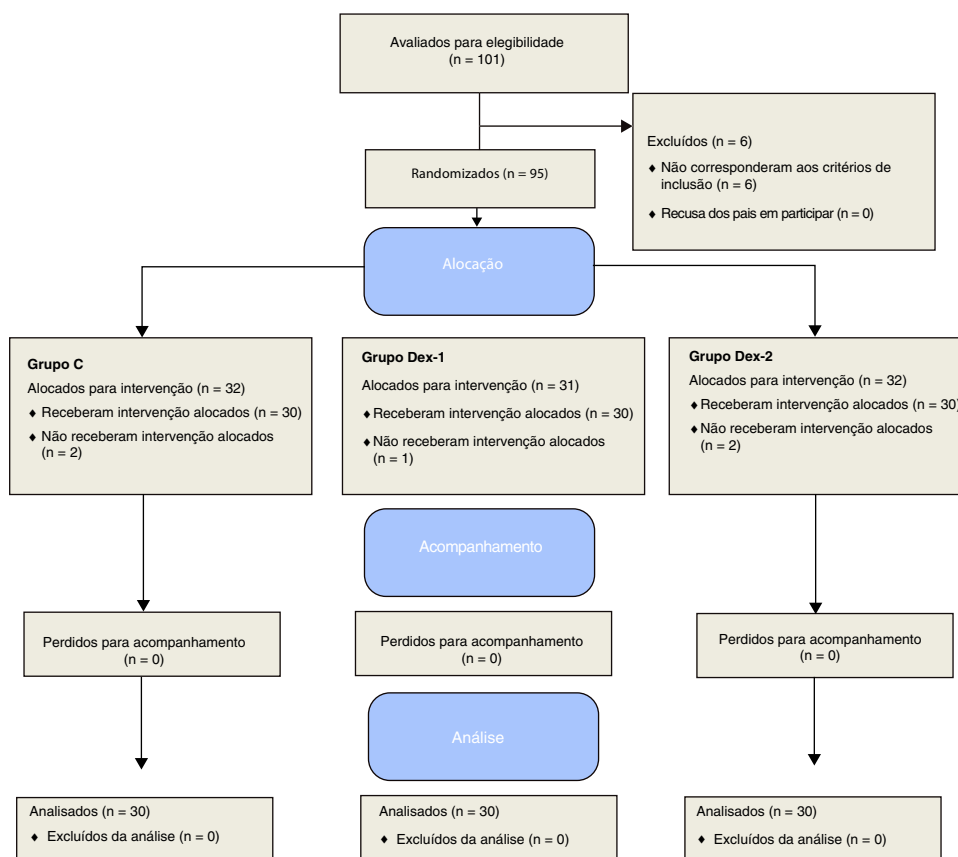 Avaliados para elegibilidade
(n = 101)
Excluídos (n = 6)
♦ Não corresponderam aos critérios de
inclusão (n = 6)
♦ Recusa dos pais em participar (n = 0)
Randomizados (n = 95)
Alocação
Grupo C
Alocados para intervenção (n = 32)
♦ Receberam intervenção alocados (n = 30)
♦ Não receberam intervenção alocados
(n = 2)
Grupo Dex-1
Alocados para intervenção (n = 31)
♦ Receberam intervenção alocados (n = 30)
♦ Não receberam intervenção alocados
(n = 1)
Grupo Dex-2
Alocados para intervenção (n = 32)
♦ Receberam intervenção alocados (n = 30)
♦ Não receberam intervenção alocados
(n = 2)
Acompanhamento
Perdidos para acompanhamento
(n = 0)
Perdidos para acompanhamento
(n = 0)
Perdidos para acompanhamento
(n = 0)
Análise
Analisados (n = 30)
♦ Excluídos da análise (n = 0)
Analisados (n = 30)
♦ Excluídos da análise (n = 0)
Analisados (n = 30)
♦ Excluídos da análise (n = 0)